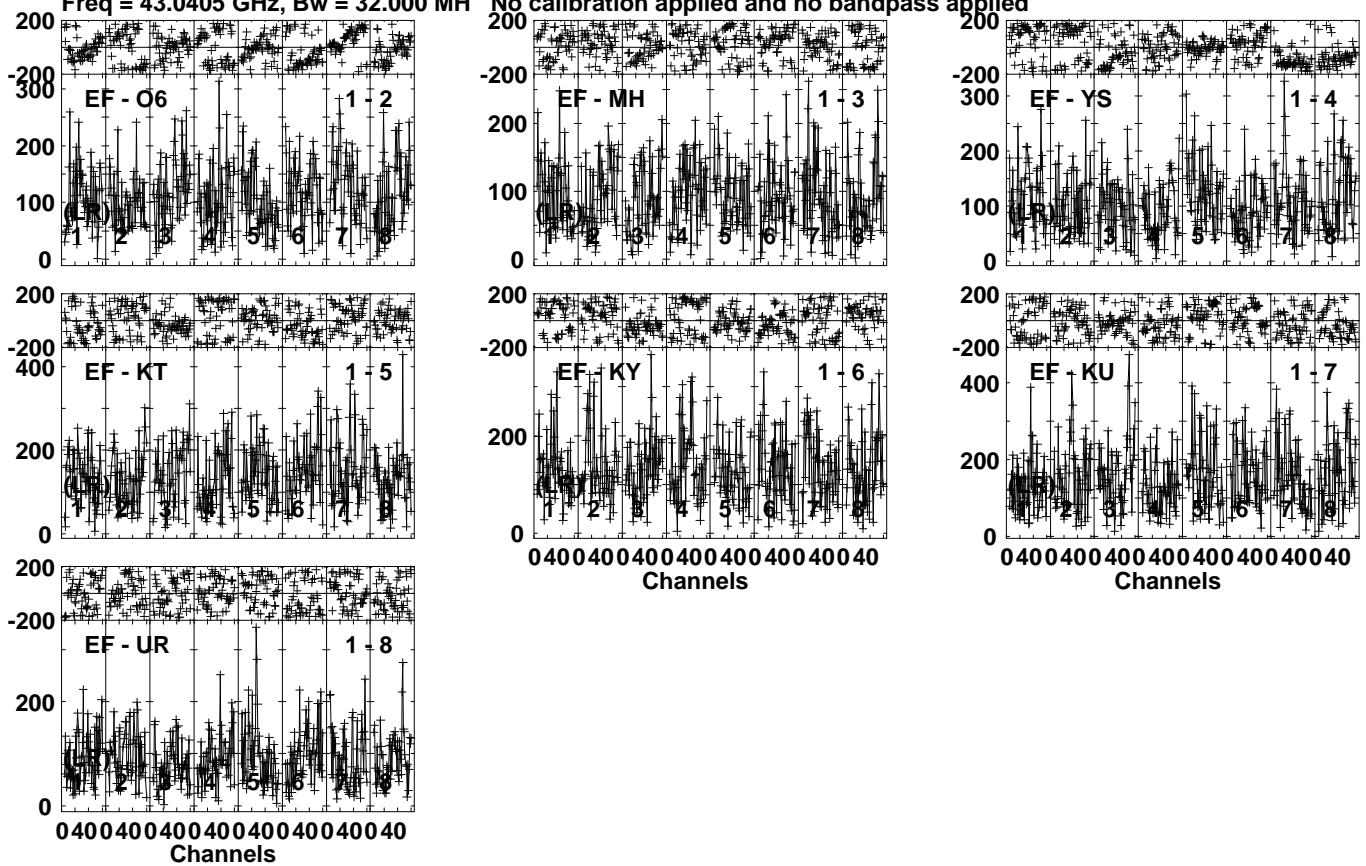 Freq = 43.0405 GHz, Bw = 32.000 MH No calibration applied and no bandpass applied
200
-200
300
200
100
0
EF - O6 1 - 2
(LR)
1 2 3 4 5 6 7 8
200
-200
200
100
0
EF - MH 1 - 3
(LR)
1 2 3 4 5 6 7 8
200
-200
300
200
100
0
EF - YS 1 - 4
(LR)
1 2 3 4 5 6 7 8
200
-200
400
200
0
EF - KT 1 - 5
(LR)
1 2 3 4 5 6 7 8
200
-200
200
0
EF - KY 1 - 6
(LR)
1 2 3 4 5 6 7 8
0 40 0 40 0 40 0 40 0 40 0 40 0 40 0 40
Channels
200
-200
400
200
0
EF - KU 1 - 7
(LR)
1 2 3 4 5 6 7 8
0 40 0 40 0 40 0 40 0 40 0 40 0 40 0 40
Channels
200
-200
200
0
EF - UR 1 - 8
(LR)
1 2 3 4 5 6 7 8
0 40 0 40 0 40 0 40 0 40 0 40 0 40 0 40
Channels